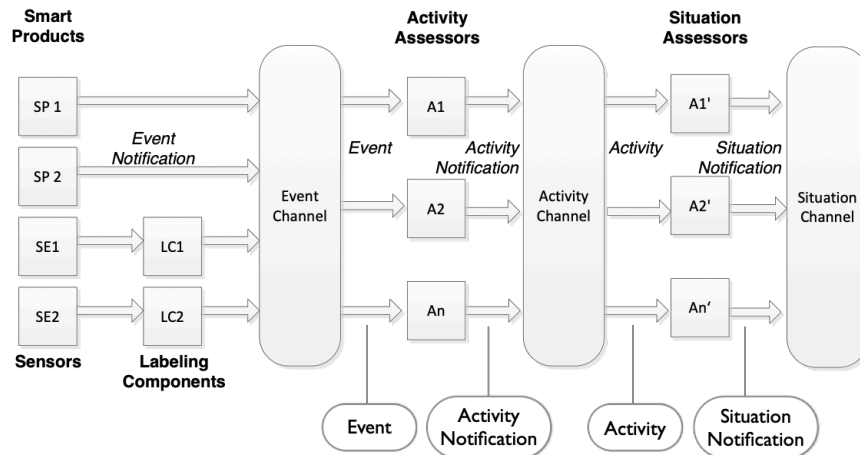 Smart
Products
Activity
Assessors
Situation
Assessors
SP 1
A1
A1'
Event
Notification
Event
Activity
Notification
Activity
Situation
Notification
SP 2
Event
Channel
A2
Activity
Channel
A2'
Situation
Channel
SE1
LC1
SE2
LC2
An
An‘
Sensors
Labeling
Components
Event
Activity
Notification
Activity
Situation
Notification